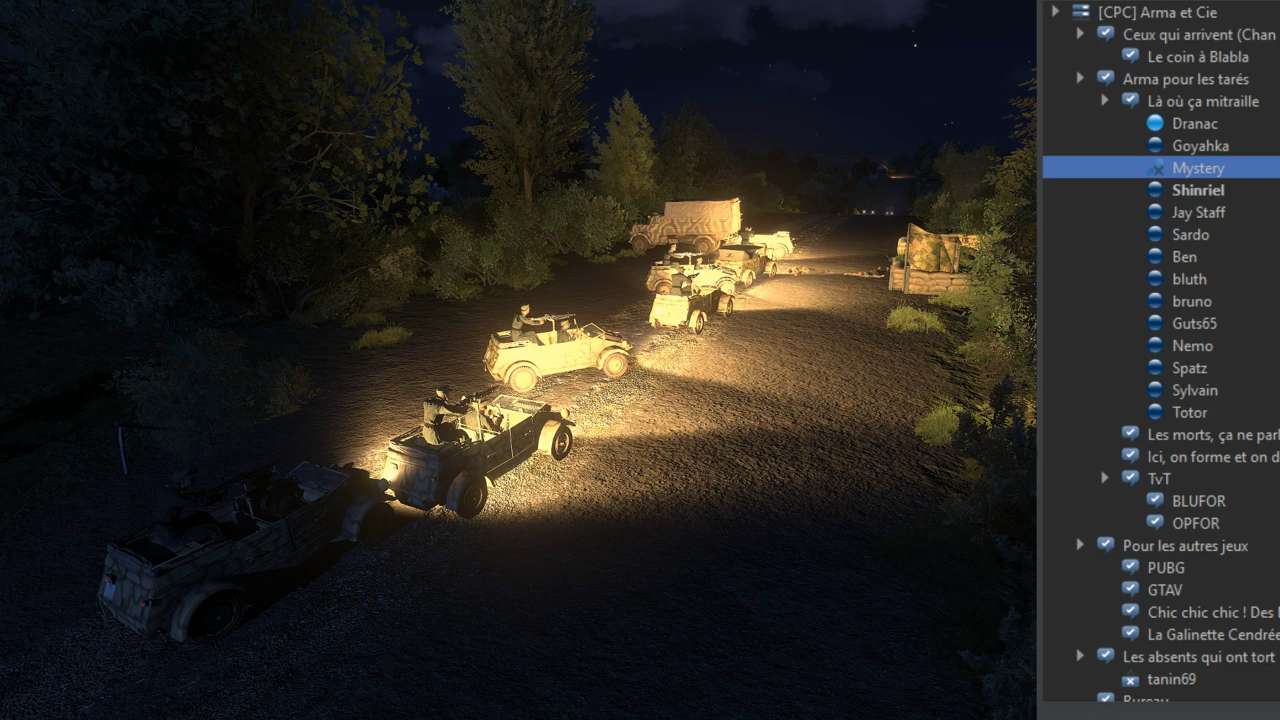 [CPC] Arma et Cie
Ceux qui arrivent (Chan
Le coin à Blabla
Arma pour les tarés
Là où ça mitraille
Dranac
Goyahka
Mystery
Shinriel
Jay Staff
Sardo
Ben
bluth
bruno
Guts65
Nemo
Spatz
Sylvain
Totor
Les morts, ça ne parl
Ici, on forme et on d
TvT
BLUFOR
OPFOR
Pour les autres jeux
PUBG
GTAV
Chic chic chic ! Des
La Galinette Cendrée
Les absents qui ont tort
tanin69
Bureau